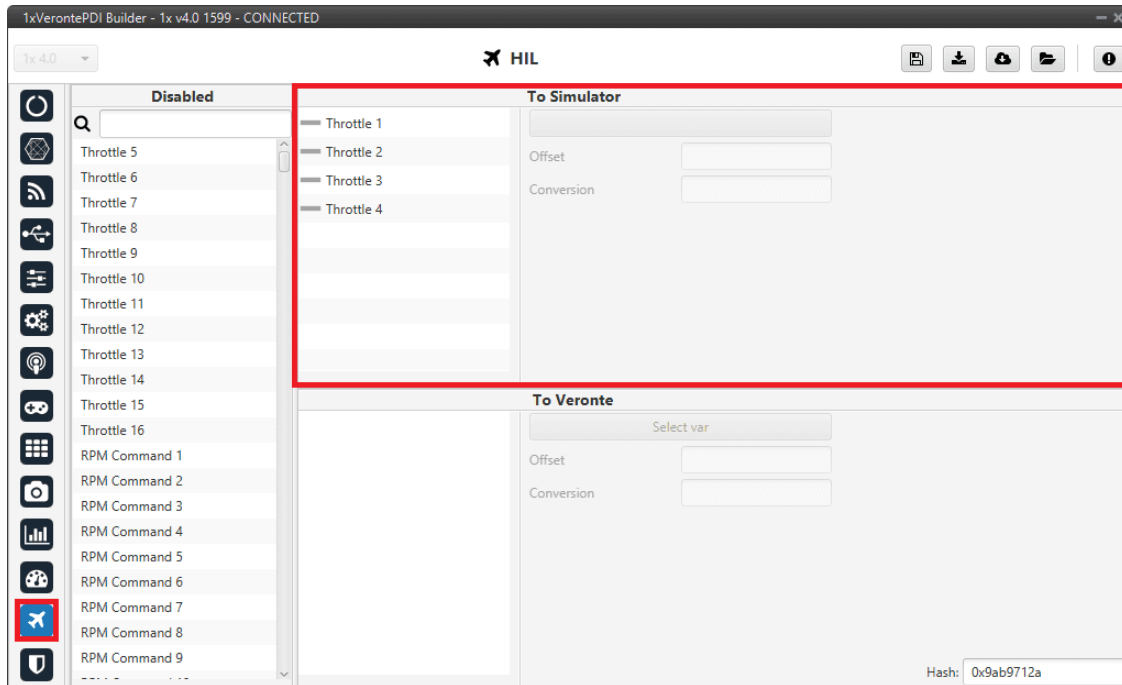 1xVerontePDI Builder - 1x v4.0 1599 - CONNECTED
1x 4.0
HIL
Disabled
Throttle 5
Throttle 6
Throttle 7
Throttle 8
Throttle 9
Throttle 10
Throttle 11
Throttle 12
Throttle 13
Throttle 14
Throttle 15
Throttle 16
RPM Command 1
RPM Command 2
RPM Command 3
RPM Command 4
RPM Command 5
RPM Command 6
RPM Command 7
RPM Command 8
RPM Command 9
To Simulator
Throttle 1
Throttle 2
Throttle 3
Throttle 4
Offset
Conversion
To Veronte
Select var
Offset
Conversion
Hash: 0x9ab9712a